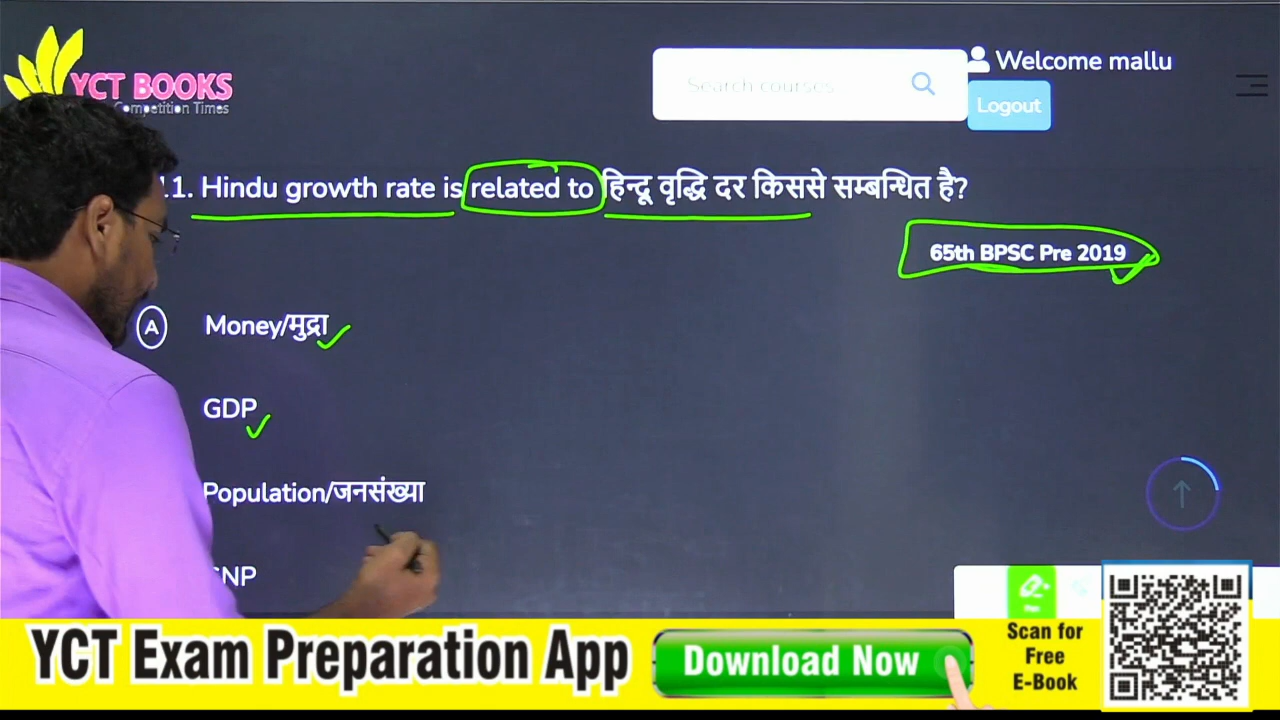 YCT BOOKS
Competition Times
Search courses
Welcome mallu
Logout
1. Hindu growth rate is related to हिन्दू वृद्धि दर किससे सम्बन्धित है?
65th BPSC Pre 2019
A Money/मुद्रा
GDP
Population/जनसंख्या
NP
YCT Exam Preparation App
Download Now
Scan for
Free
E-Book